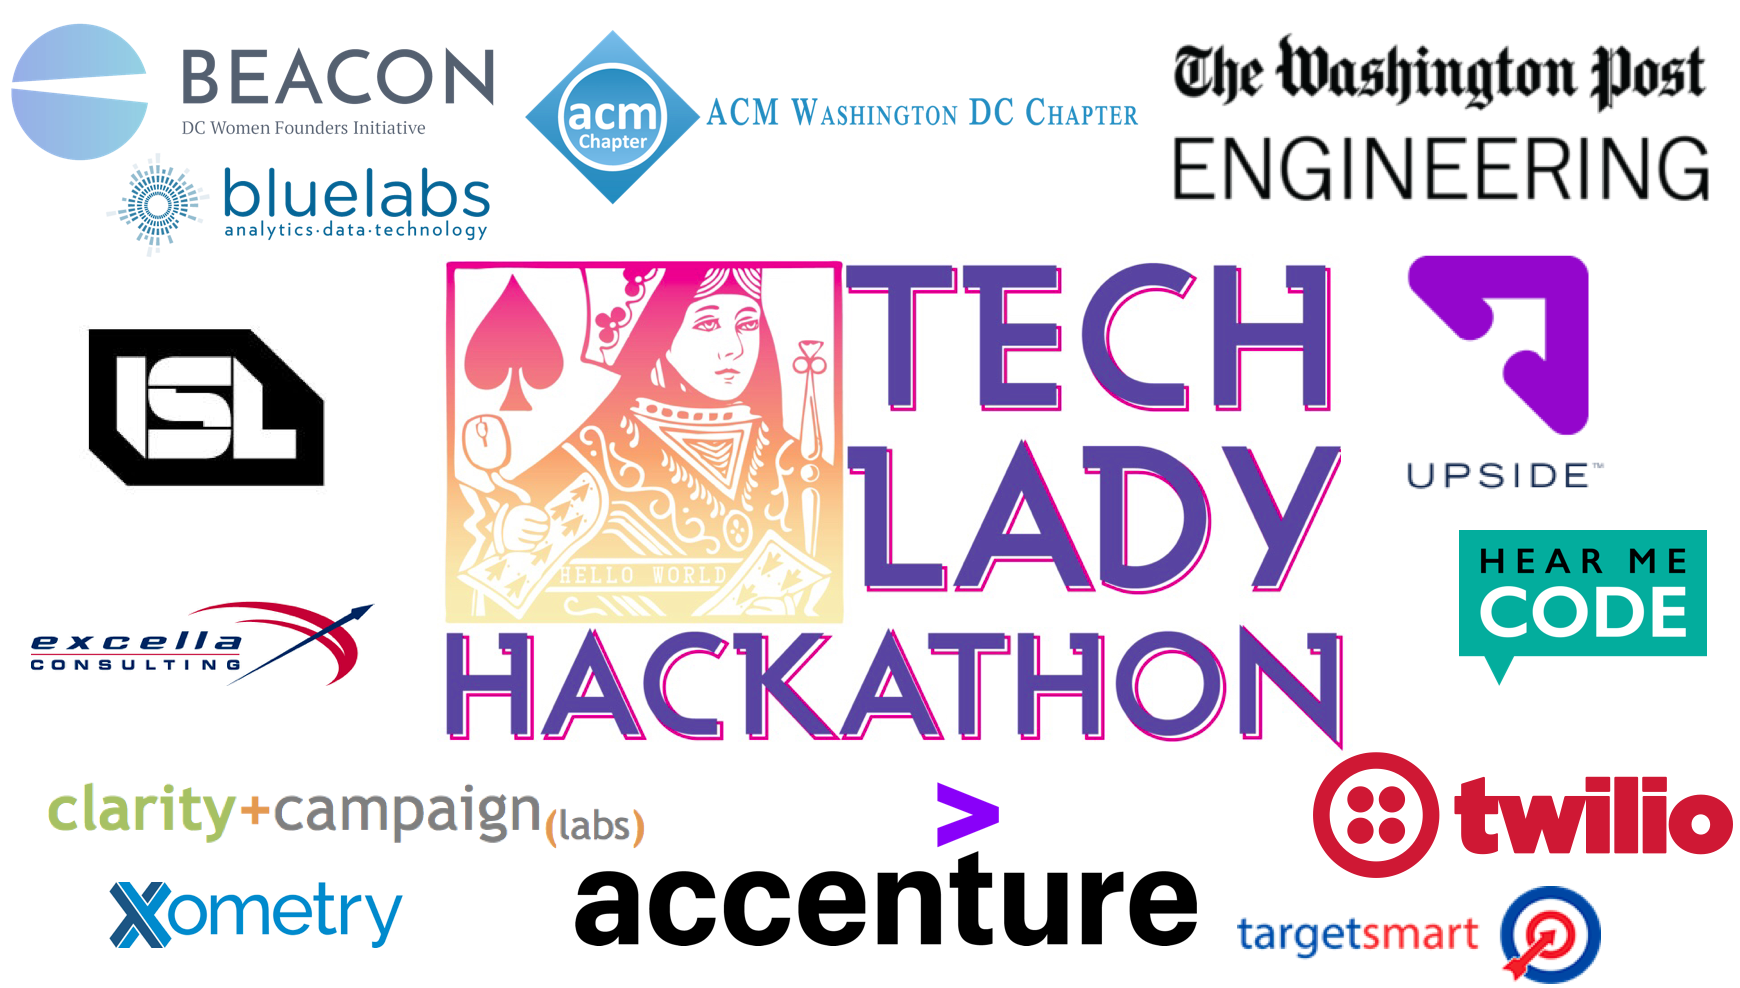 BEACON
DC Women Founders Initiative
acm
Chapter
ACM WASHINGTON DC CHAPTER
The Washington Post
ENGINEERING
bluelabs
analytics·data·technology
TECH
LADY
HACKATHON
HELLO WORLD
ISL
UPSIDE™
HEAR ME
CODE
excella
CONSULTING
clarity+campaign(labs)
>
accenture
twilio
Xometry
targetsmart